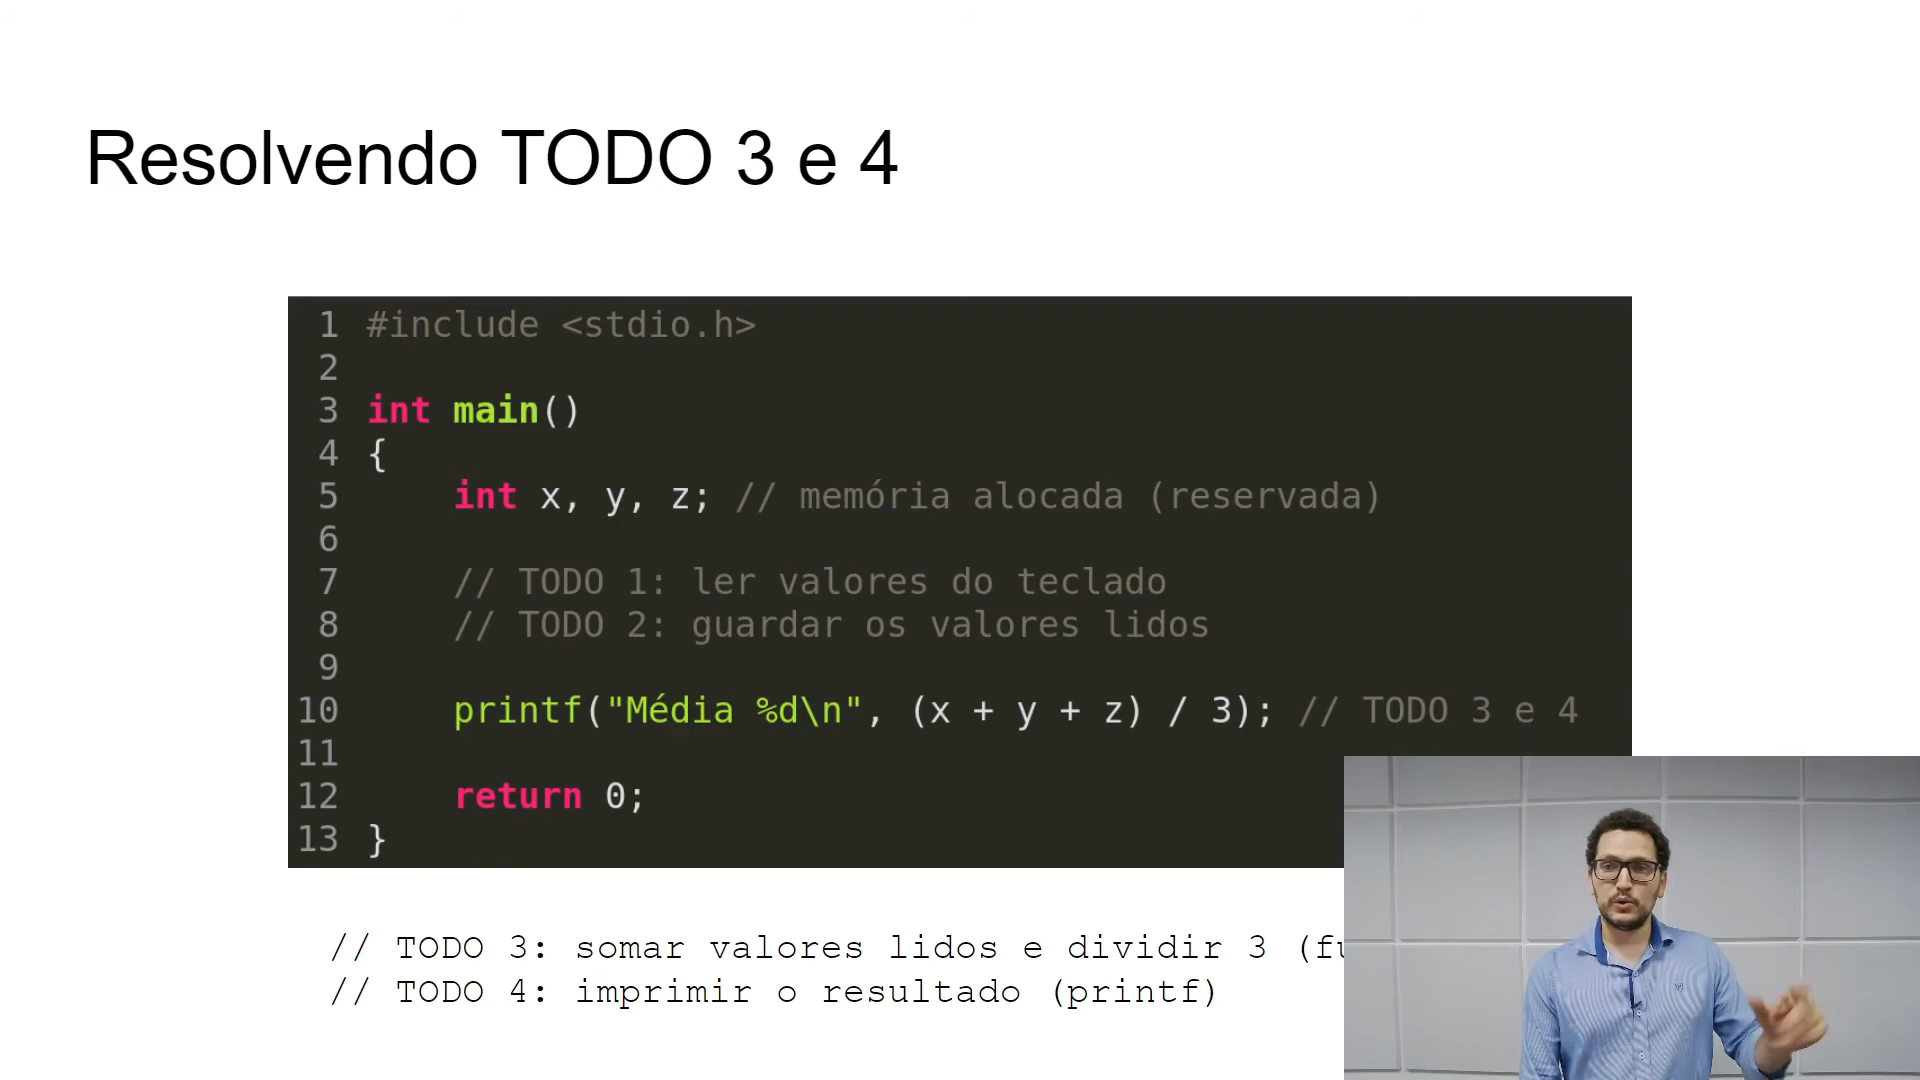 Resolvendo TODO 3 e 4
1 #include <stdio.h>
2
3 int main()
4 {
5     int x, y, z; // memória alocada (reservada)
6
7     // TODO 1: ler valores do teclado
8     // TODO 2: guardar os valores lidos
9
10     printf("Média %d\n", (x + y + z) / 3); // TODO 3 e 4
11
12     return 0;
13 }
// TODO 3: somar valores lidos e dividir 3
// TODO 4: imprimir o resultado (printf)